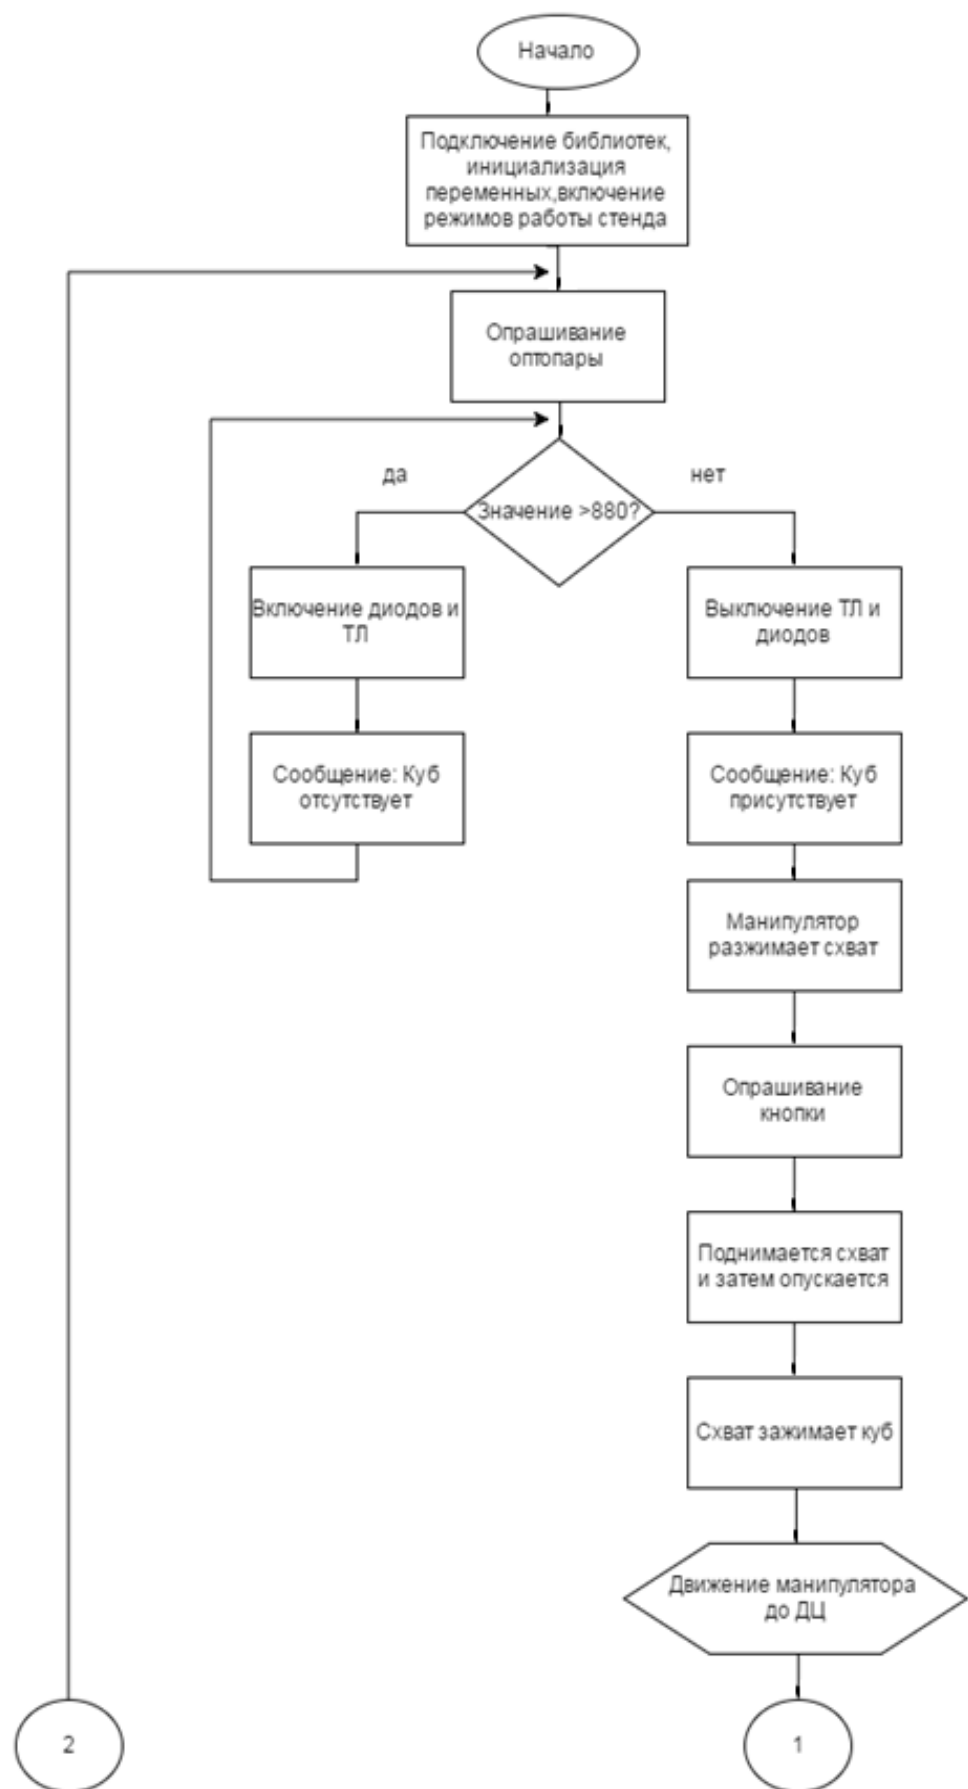 Начало
Подключение библиотек,
инициализация
переменных,включение
режимов работы стенда
Опрашивание
оптопары
да
нет
Значение >880?
Включение диодов и
ТЛ
Выключение ТЛ и
диодов
Сообщение: Куб
отсутствует
Сообщение: Куб
присутствует
Манипулятор
разжимает схват
Опрашивание
кнопки
Поднимается схват
и затем опускается
Схват зажимает куб
Движение манипулятора
до ДЦ
2
1